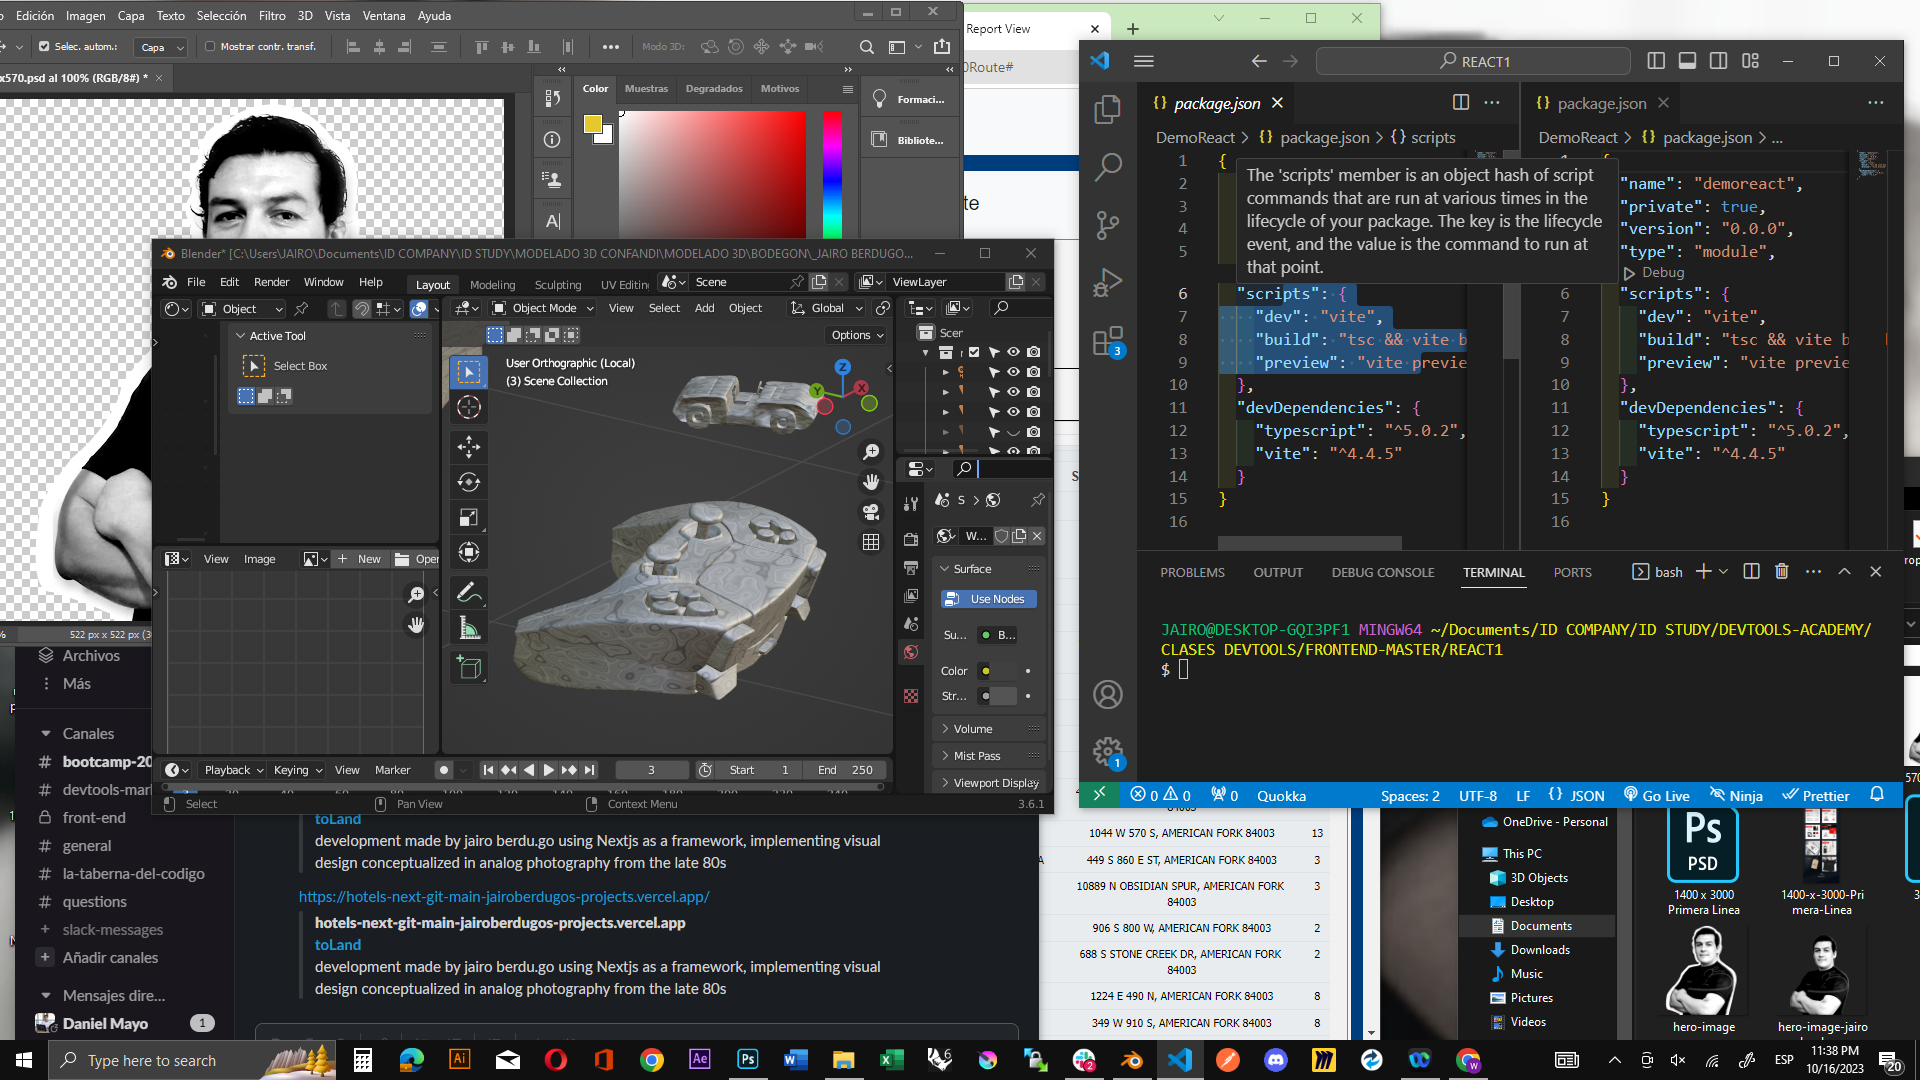 Edición Imagen Capa Texto Selección Filtro 3D Vista Ventana Ayuda
Selec. autom.: Capa Mostrar contr. transf. Modo 3D:
x570.psd al 100% (RGB/8#) *
Color Muestras Degradados Motivos
Formaci...
Bibliote...
522 px x 522 px
Report View
0Route#
Blender* [C:\Users\JAIRO\Documents\ID COMPANY\ID STUDY\MODELADO 3D CONFANDI\MODELADO 3D\BODEGON\_JAIRO BERDUGO...
File Edit Render Window Help Layout Modeling Sculpting UV Editin Scene ViewLayer
Object Object Mode View Select Add Object Global
Options
Active Tool
Select Box
User Orthographic (Local)
(3) Scene Collection
Z
Y
X
Scer
S
W...
Surface
Use Nodes
Su... B...
Color
Str...
Volume
Mist Pass
Viewport Display
View Image New Oper
Playback Keying View Marker 3 Start 1 End 250
Select Pan View Context Menu 3.6.1
Archivos
Más
Canales
bootcamp-20
devtools-mar
front-end
general
la-taberna-del-codigo
questions
slack-messages
Añadir canales
Mensajes dire...
Daniel Mayo 1
toLand
development made by jairo berdu.go using Nextjs as a framework, implementing visual
design conceptualized in analog photography from the late 80s
https://hotels-next-git-main-jairoberdugos-projects.vercel.app/
hotels-next-git-main-jairoberdugos-projects.vercel.app
toLand
development made by jairo berdu.go using Nextjs as a framework, implementing visual
design conceptualized in analog photography from the late 80s
84003
1044 W 570 S, AMERICAN FORK 84003 13
449 S 860 E ST, AMERICAN FORK 84003 3
10889 N OBSIDIAN SPUR, AMERICAN FORK 3
84003
906 S 800 W, AMERICAN FORK 84003 2
688 S STONE CREEK DR, AMERICAN FORK 2
84003
1224 E 490 N, AMERICAN FORK 84003 8
349 W 910 S, AMERICAN FORK 84003 8
REACT1
package.json
DemoReact > package.json > scripts
1 {
2
3
4
5
The 'scripts' member is an object hash of script
commands that are run at various times in the
lifecycle of your package. The key is the lifecycle
event, and the value is the command to run at
that point.
6 "scripts": {
7 "dev": "vite",
8 "build": "tsc && vite b
9 "preview": "vite previe
10 },
11 "devDependencies": {
12 "typescript": "^5.0.2",
13 "vite": "^4.4.5"
14 }
15 }
16
package.json
DemoReact > package.json > ...
"name": "demoreact",
"private": true,
"version": "0.0.0",
"type": "module",
Debug
6 "scripts": {
7 "dev": "vite",
8 "build": "tsc && vite b
9 "preview": "vite previe
10 },
11 "devDependencies": {
12 "typescript": "^5.0.2",
13 "vite": "^4.4.5"
14 }
15 }
16
3
1
PROBLEMS OUTPUT DEBUG CONSOLE TERMINAL PORTS bash
JAIRO@DESKTOP-GQI3PF1 MINGW64 ~/Documents/ID COMPANY/ID STUDY/DEVTOOLS-ACADEMY/
CLASES DEVTOOLS/FRONTEND-MASTER/REACT1
$
0 0 0 Quokka Spaces: 2 UTF-8 LF {} JSON Go Live Ninja Prettier
OneDrive - Personal
This PC
3D Objects
Desktop
Documents
Downloads
Music
Pictures
Videos
Ps
PSD
1400 x 3000
Primera Linea
1400-x-3000-Pri
mera-Linea
hero-image
hero-image-jairo
Type here to search
ESP
11:38 PM
10/16/2023
20